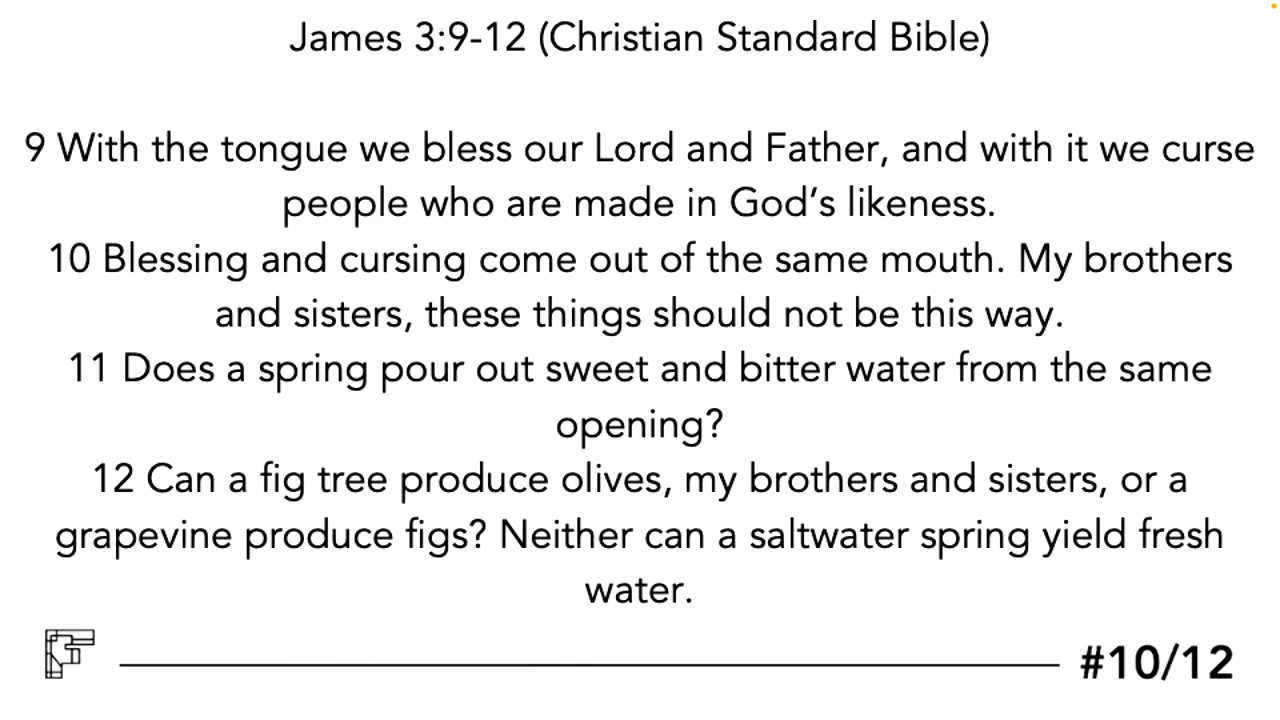 James 3:9-12 (Christian Standard Bible)
9 With the tongue we bless our Lord and Father, and with it we curse
people who are made in God’s likeness.
10 Blessing and cursing come out of the same mouth. My brothers
and sisters, these things should not be this way.
11 Does a spring pour out sweet and bitter water from the same
opening?
12 Can a fig tree produce olives, my brothers and sisters, or a
grapevine produce figs? Neither can a saltwater spring yield fresh
water.
#10/12